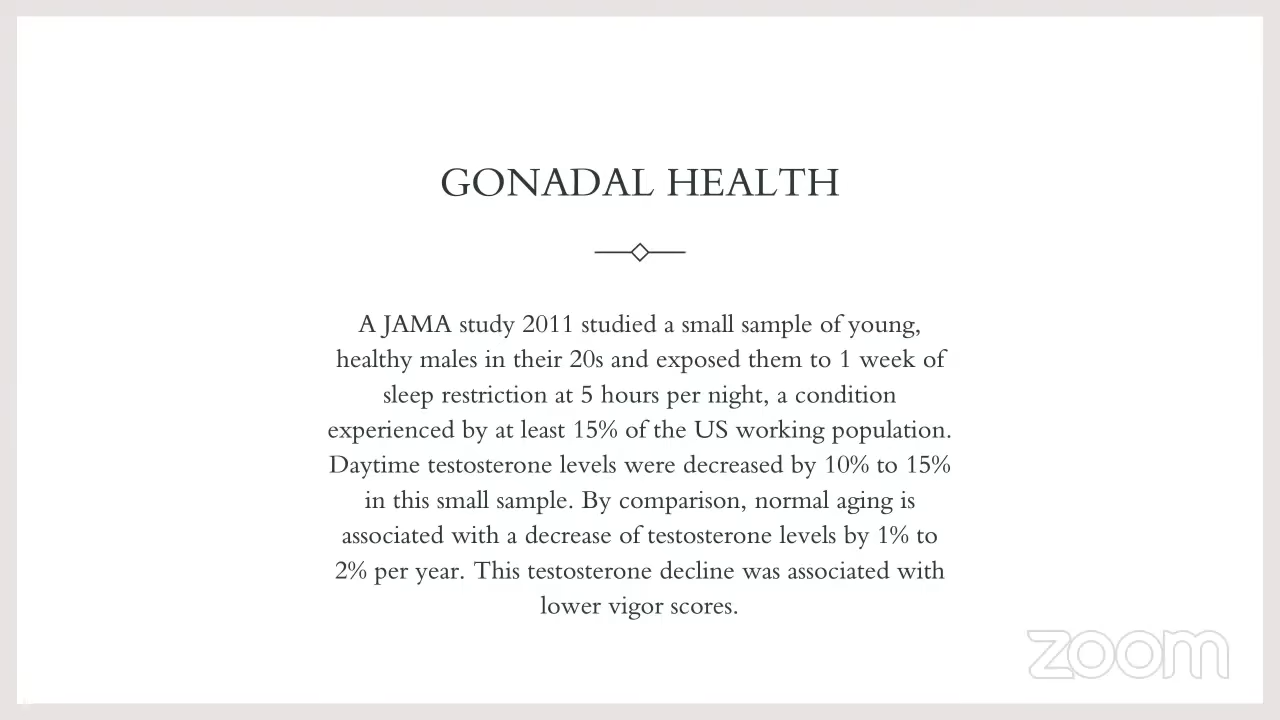 GONADAL HEALTH
A JAMA study 2011 studied a small sample of young,
healthy males in their 20s and exposed them to 1 week of
sleep restriction at 5 hours per night, a condition
experienced by at least 15% of the US working population.
Daytime testosterone levels were decreased by 10% to 15%
in this small sample. By comparison, normal aging is
associated with a decrease of testosterone levels by 1% to
2% per year. This testosterone decline was associated with
lower vigor scores.
zoom